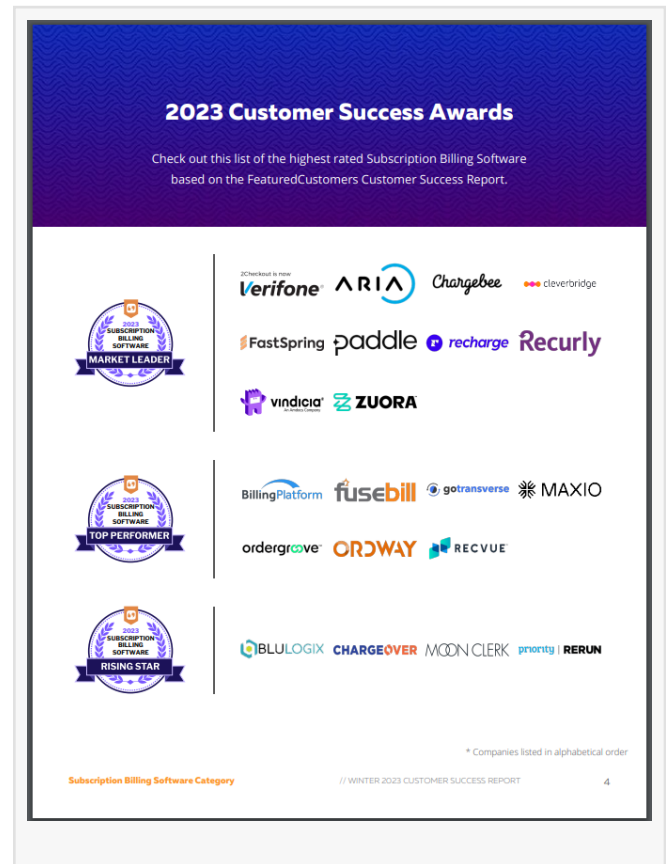 2023 Customer Success Awards
Check out this list of the highest rated Subscription Billing Software
based on the FeaturedCustomers Customer Success Report.
2023
SUBSCRIPTION
BILLING
SOFTWARE
MARKET LEADER
2Checkout is now
Verifone
ARIA
Chargebee
cleverbridge
FastSpring
paddle
recharge
Recurly
vindicia
An Amdocs Company
ZUORA
2023
SUBSCRIPTION
BILLING
SOFTWARE
TOP PERFORMER
BillingPlatform
fusebill
gotransverse
MAXIO
ordergroove
ORDWAY
RECVUE
2023
SUBSCRIPTION
BILLING
SOFTWARE
RISING STAR
BLULOGIX
CHARGEOVER
MOONCLERK
priority | RERUN
* Companies listed in alphabetical order
Subscription Billing Software Category
// WINTER 2023 CUSTOMER SUCCESS REPORT
4